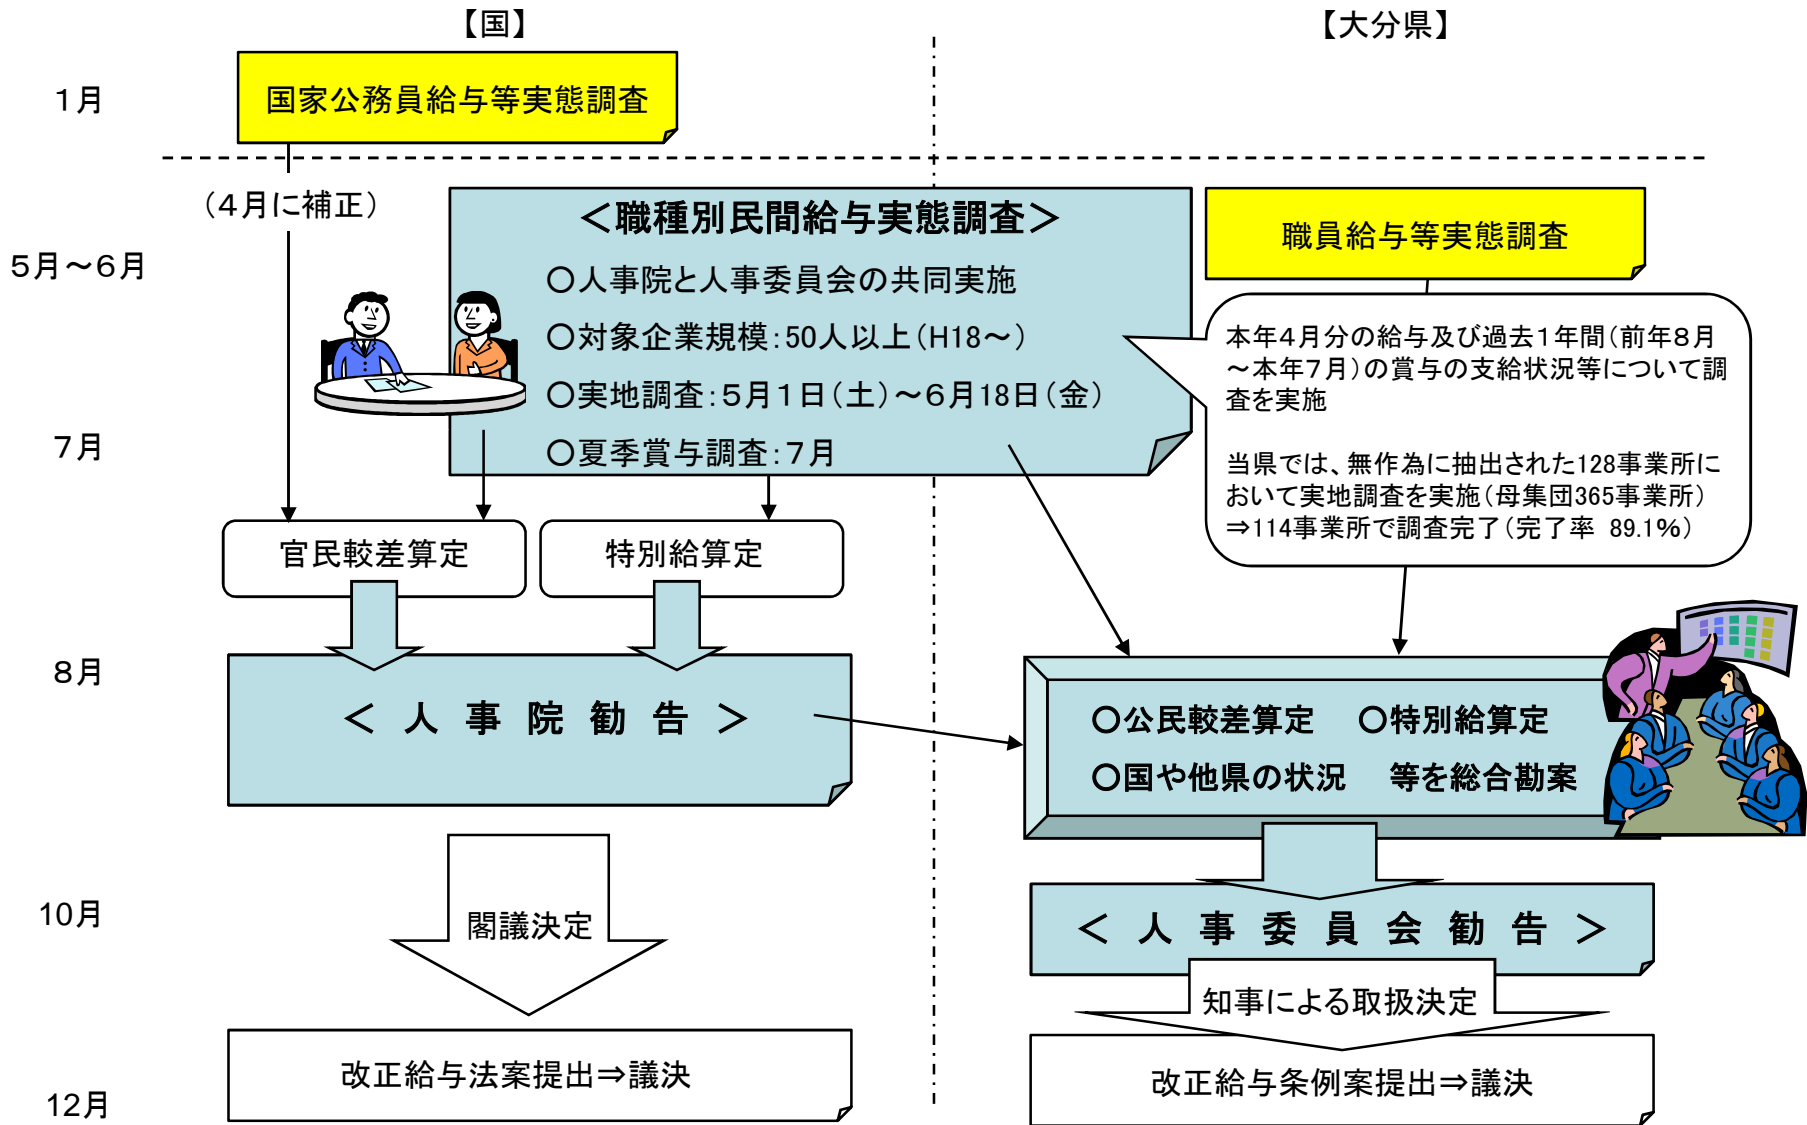 【国】
【大分県】
1月
国家公務員給与等実態調査
（４月に補正）
＜職種別民間給与実態調査＞
職員給与等実態調査
5月～6月
○人事院と人事委員会の共同実施
○対象企業規模：50人以上（H18～）
○実地調査：５月１日（土）～６月18日（金）
○夏季賞与調査：７月
本年４月分の給与及び過去１年間（前年８月
～本年７月）の賞与の支給状況等について調
査を実施
当県では、無作為に抽出された128事業所に
おいて実地調査を実施（母集団365事業所）
⇒114事業所で調査完了（完了率 89.1％）
7月
官民較差算定
特別給算定
8月
＜ 人 事 院 勧 告 ＞
○公民較差算定　○特別給算定
○国や他県の状況　等を総合勘案
10月
閣議決定
＜ 人 事 委 員 会 勧 告 ＞
知事による取扱決定
改正給与法案提出⇒議決
改正給与条例案提出⇒議決
12月